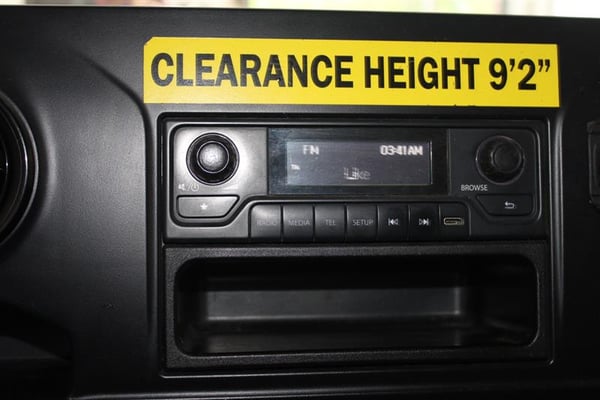 CLEARANCE HEIGHT 9'2"
FM 03:41AM
Like
BROWSE
RADIO MEDIA TEL SETUP